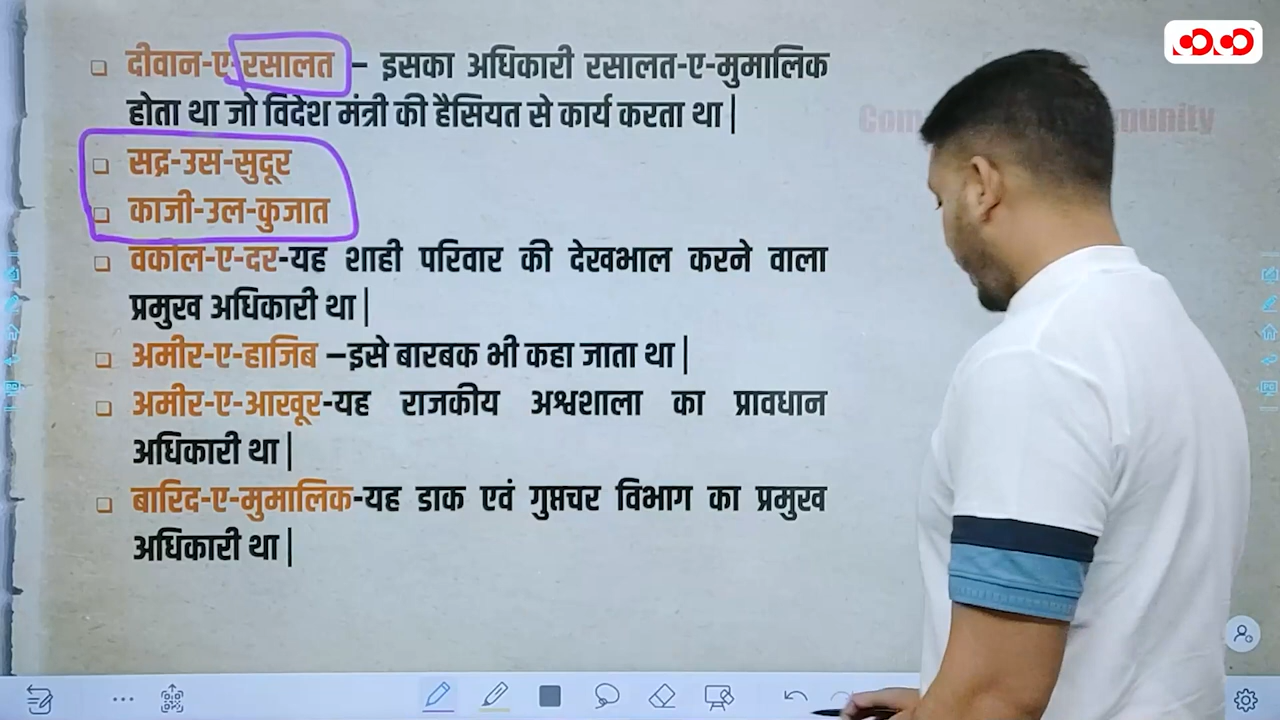 दीवान-ए-रसालत – इसका अधिकारी रसालत-ए-मुमालिक
होता था जो विदेश मंत्री की हैसियत से कार्य करता था |
सद्र-उस-सुदूर
काजी-उल-कुजात
वकील-ए-दर-यह शाही परिवार की देखभाल करने वाला
प्रमुख अधिकारी था |
अमीर-ए-हाजिब –इसे बारबक भी कहा जाता था |
अमीर-ए-आखूर-यह राजकीय अश्वशाला का प्रावधान
अधिकारी था |
बारिद-ए-मुमालिक-यह डाक एवं गुप्तचर विभाग का प्रमुख
अधिकारी था |